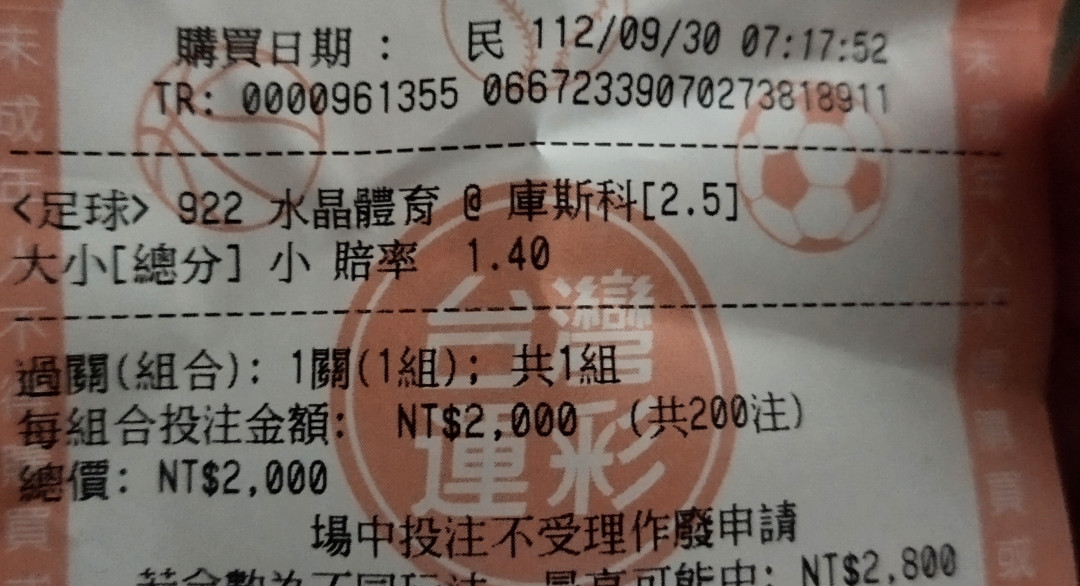 購買日期： 民 112/09/30 07:17:52
TR: 0000961355 066723390702738189​11
<足球> 922 水晶體育 @ 庫斯科[2.5]
大小[總分] 小 賠率 1.40
台灣運彩
過關(組合): 1關(1組); 共1組
每組合投注金額: NT$2,000 (共200注)
總價: NT$2,000
場中投注不受理作廢申請
最高可能中: NT$2,800